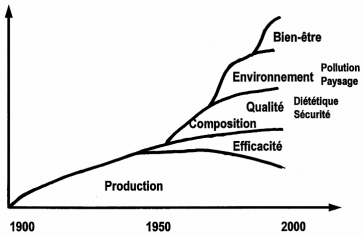 Bien-être
Environnement
Pollution
Paysage
Qualité
Diététique
Sécurité
Composition
Efficacité
Production
1900
1950
2000